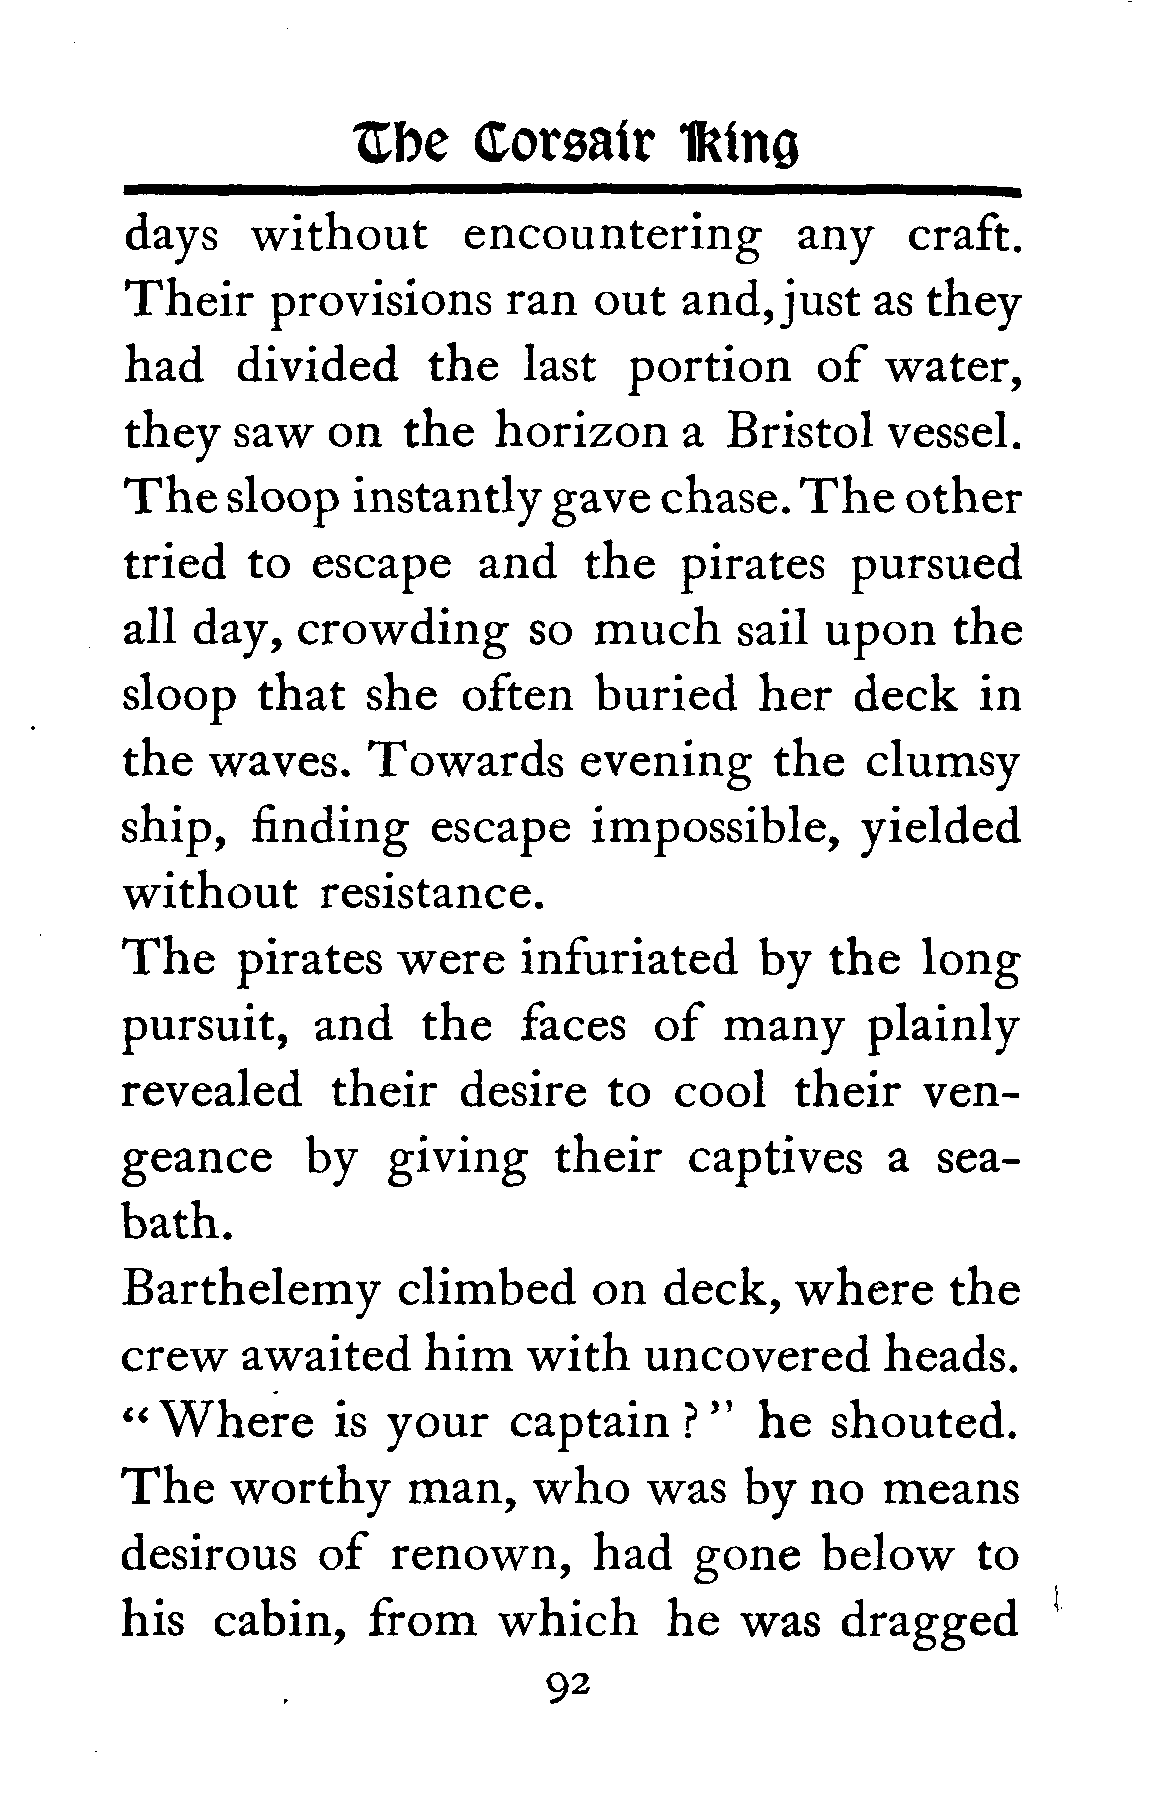 The Corsair King
days without encountering any craft.
Their provisions ran out and, just as they
had divided the last portion of water,
they saw on the horizon a Bristol vessel.
The sloop instantly gave chase. The other
tried to escape and the pirates pursued
all day, crowding so much sail upon the
sloop that she often buried her deck in
the waves. Towards evening the clumsy
ship, finding escape impossible, yielded
without resistance.
The pirates were infuriated by the long
pursuit, and the faces of many plainly
revealed their desire to cool their ven-
geance by giving their captives a sea-
bath.
Barthelemy climbed on deck, where the
crew awaited him with uncovered heads.
“Where is your captain?” he shouted.
The worthy man, who was by no means
desirous of renown, had gone below to
his cabin, from which he was dragged
92